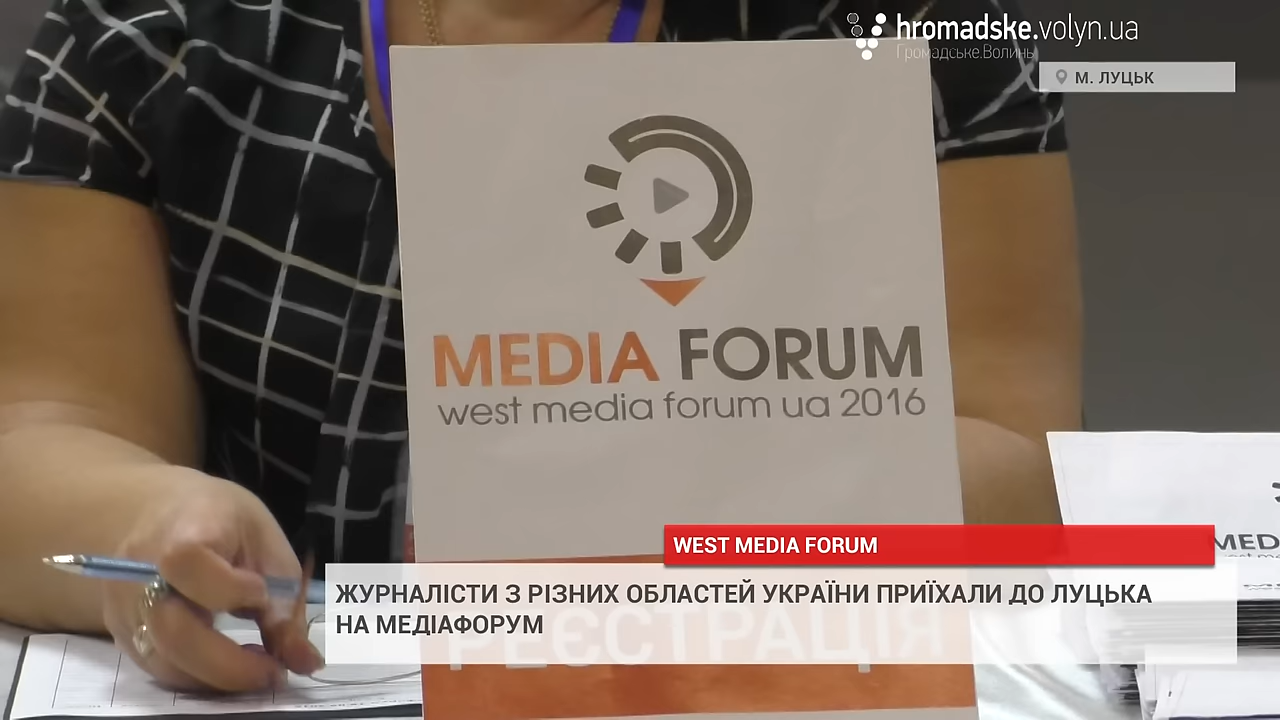 hromadske.volyn.ua
Громадське.Волинь
М. ЛУЦЬК
MEDIA FORUM
west media forum ua 2016
MED
WEST MEDIA FORUM
ЖУРНАЛІСТИ З РІЗНИХ ОБЛАСТЕЙ УКРАЇНИ ПРИЇХАЛИ ДО ЛУЦЬКА
НА МЕДІАФОРУМ
РЕЄСТРАЦІЯ